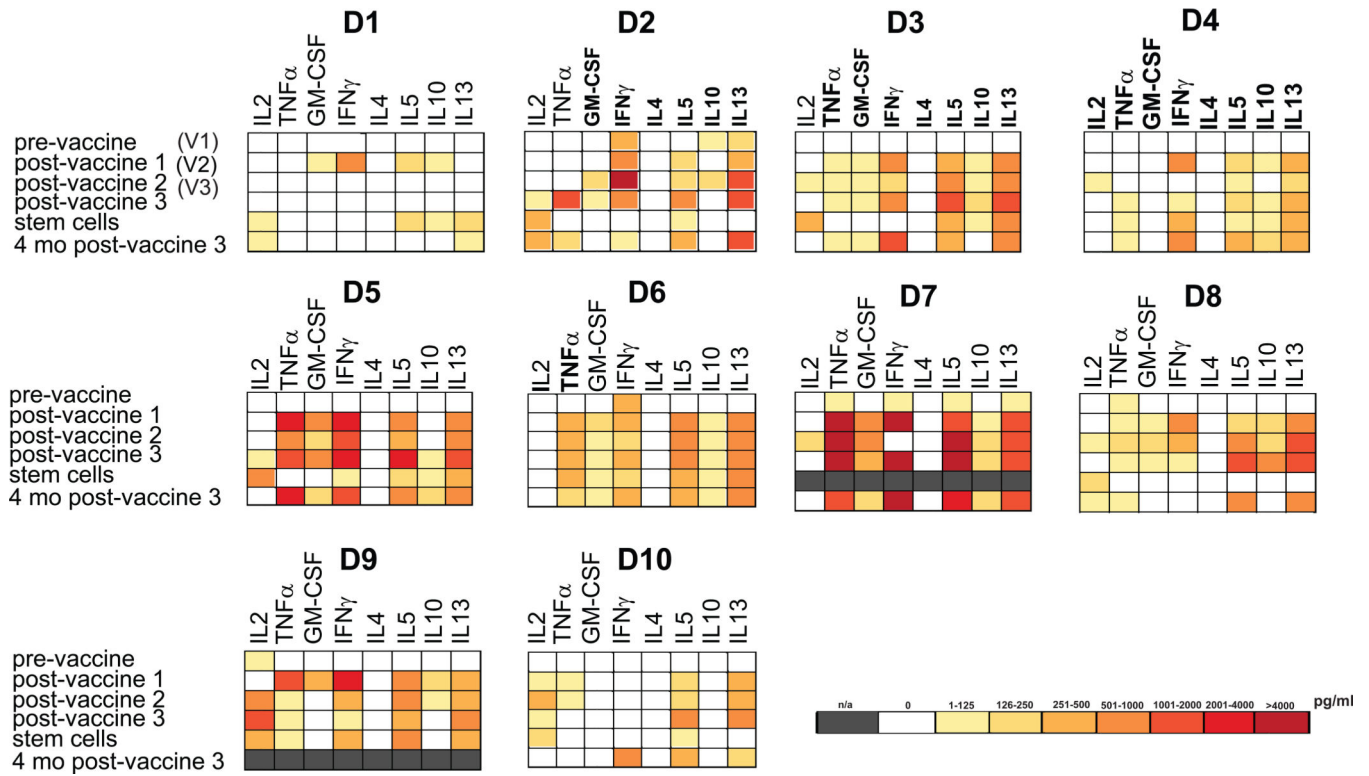 D1 D2 D3 D4
IL2 TNFα GM-CSF IFNγ IL4 IL5 IL10 IL13
IL2 TNFα GM-CSF IFNγ IL4 IL5 IL10 IL13
IL2 TNFα GM-CSF IFNγ IL4 IL5 IL10 IL13
IL2 TNFα GM-CSF IFNγ IL4 IL5 IL10 IL13
pre-vaccine (V1)
post-vaccine 1 (V2)
post-vaccine 2 (V3)
post-vaccine 3
stem cells
4 mo post-vaccine 3
D5 D6 D7 D8
IL2 TNFα GM-CSF IFNγ IL4 IL5 IL10 IL13
IL2 TNFα GM-CSF IFNγ IL4 IL5 IL10 IL13
IL2 TNFα GM-CSF IFNγ IL4 IL5 IL10 IL13
IL2 TNFα GM-CSF IFNγ IL4 IL5 IL10 IL13
pre-vaccine
post-vaccine 1
post-vaccine 2
post-vaccine 3
stem cells
4 mo post-vaccine 3
D9 D10
IL2 TNFα GM-CSF IFNγ IL4 IL5 IL10 IL13
IL2 TNFα GM-CSF IFNγ IL4 IL5 IL10 IL13
pre-vaccine
post-vaccine 1
post-vaccine 2
post-vaccine 3
stem cells
4 mo post-vaccine 3
n/a 0 1-125 126-250 251-500 501-1000 1001-2000 2001-4000 >4000 pg/ml